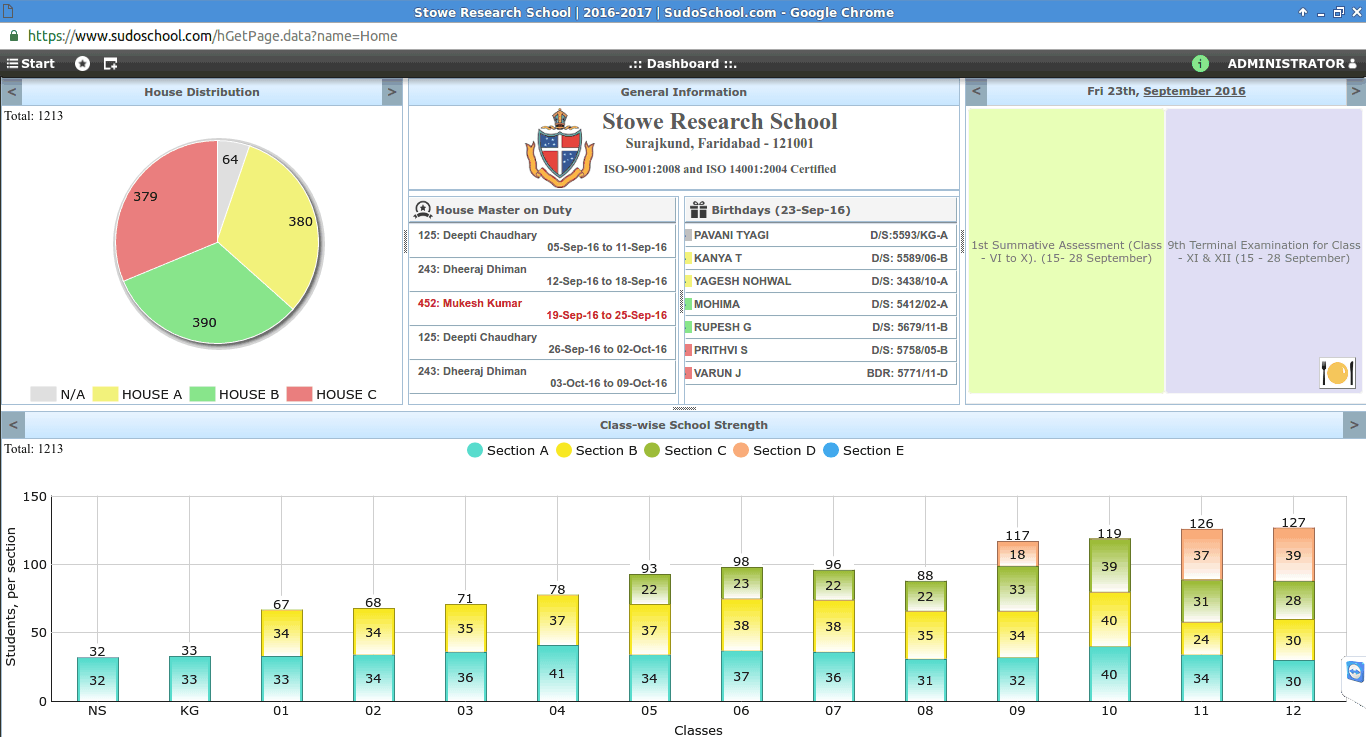 Stowe Research School | 2016-2017 | SudoSchool.com - Google Chrome
https://www.sudoschool.com/hGetPage.data?name=Home
Start
.:: Dashboard ::.
i
ADMINISTRATOR
< House Distribution >
Total: 1213
64
379
380
390
N/A HOUSE A HOUSE B HOUSE C
General Information
Stowe Research School
Surajkund, Faridabad - 121001
ISO-9001:2008 and ISO 14001:2004 Certified
House Master on Duty
125: Deepti Chaudhary
05-Sep-16 to 11-Sep-16
243: Dheeraj Dhiman
12-Sep-16 to 18-Sep-16
452: Mukesh Kumar
19-Sep-16 to 25-Sep-16
125: Deepti Chaudhary
26-Sep-16 to 02-Oct-16
243: Dheeraj Dhiman
03-Oct-16 to 09-Oct-16
Birthdays (23-Sep-16)
PAVANI TYAGI D/S:5593/KG-A
KANYA T D/S: 5589/06-B
YAGESH NOHWAL D/S: 3438/10-A
MOHIMA D/S: 5412/02-A
RUPESH G D/S: 5679/11-B
PRITHVI S D/S: 5758/05-B
VARUN J BDR: 5771/11-D
< Fri 23th, September 2016 >
1st Summative Assessment (Class
- VI to X). (15- 28 September)
9th Terminal Examination for Class
- XI & XII (15 - 28 September)
< Class-wise School Strength >
Total: 1213
Section A Section B Section C Section D Section E
Students, per section
150
100
50
0
32
32
33
33
67
34
33
68
34
34
71
35
36
78
37
41
93
22
37
34
98
23
38
37
96
22
38
36
88
22
35
31
117
18
33
34
32
119
39
40
40
126
37
31
24
34
127
39
28
30
30
NS KG 01 02 03 04 05 06 07 08 09 10 11 12
Classes